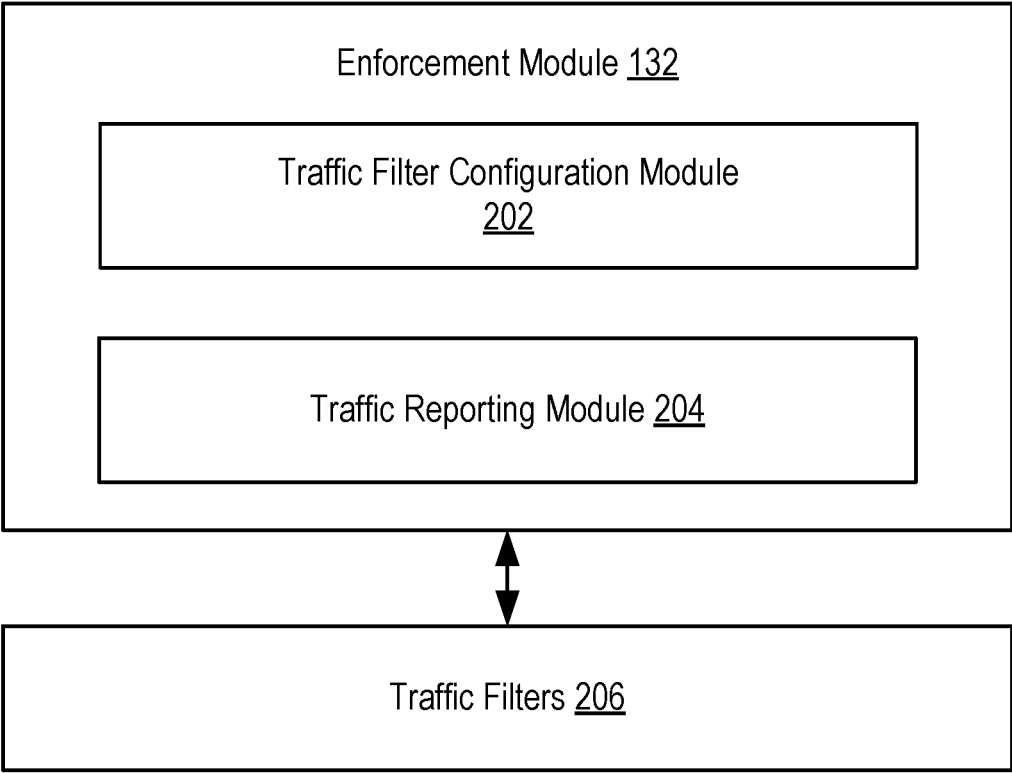 Enforcement Module 132
Traffic Filter Configuration Module
202
Traffic Reporting Module 204
Traffic Filters 206